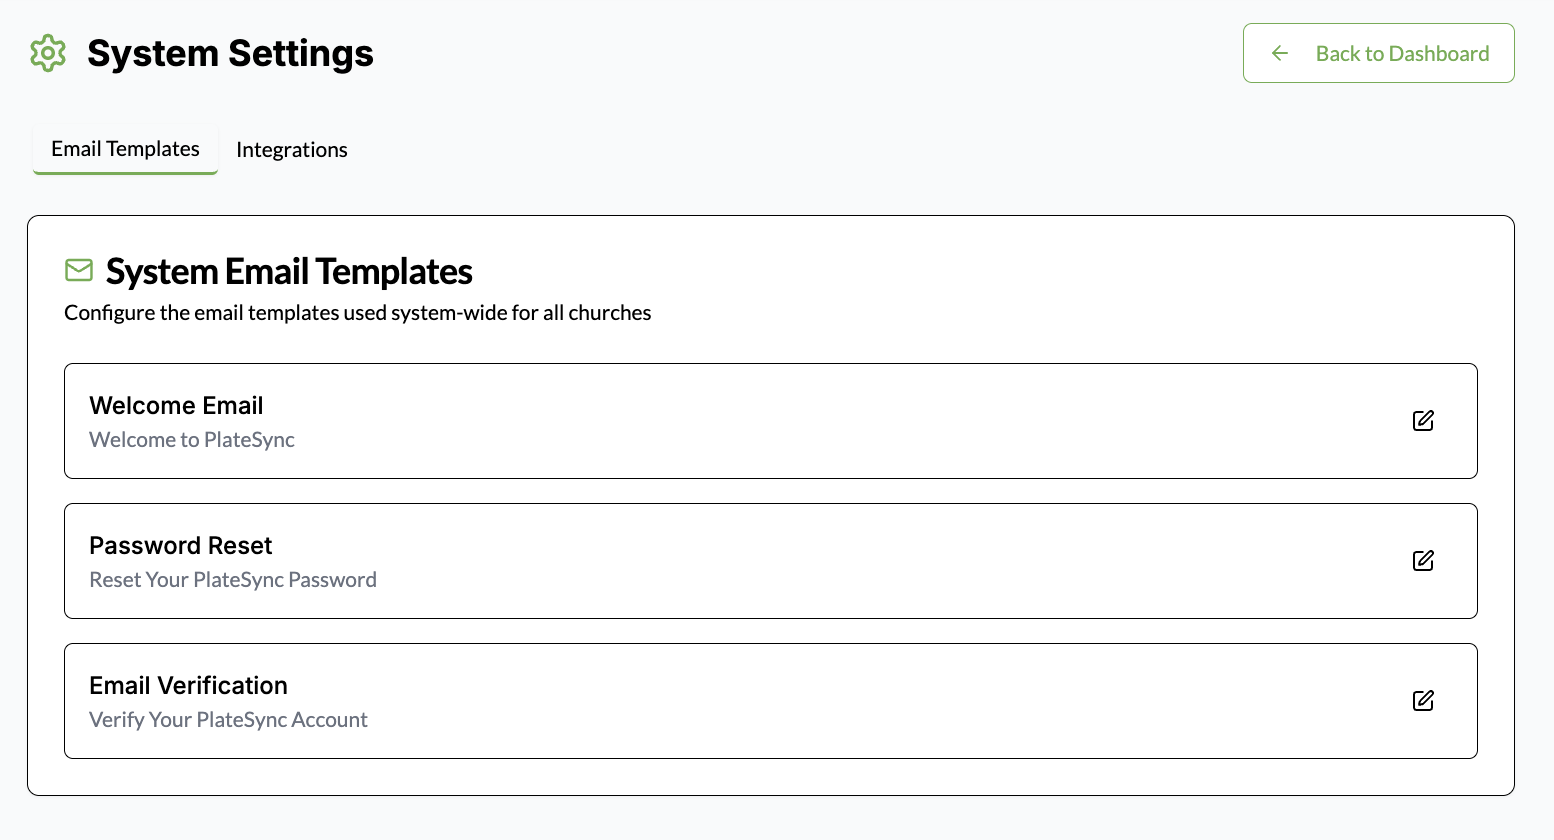 System Settings
Back to Dashboard
Email Templates
Integrations
System Email Templates
Configure the email templates used system-wide for all churches
Welcome Email
Welcome to PlateSync
Password Reset
Reset Your PlateSync Password
Email Verification
Verify Your PlateSync Account